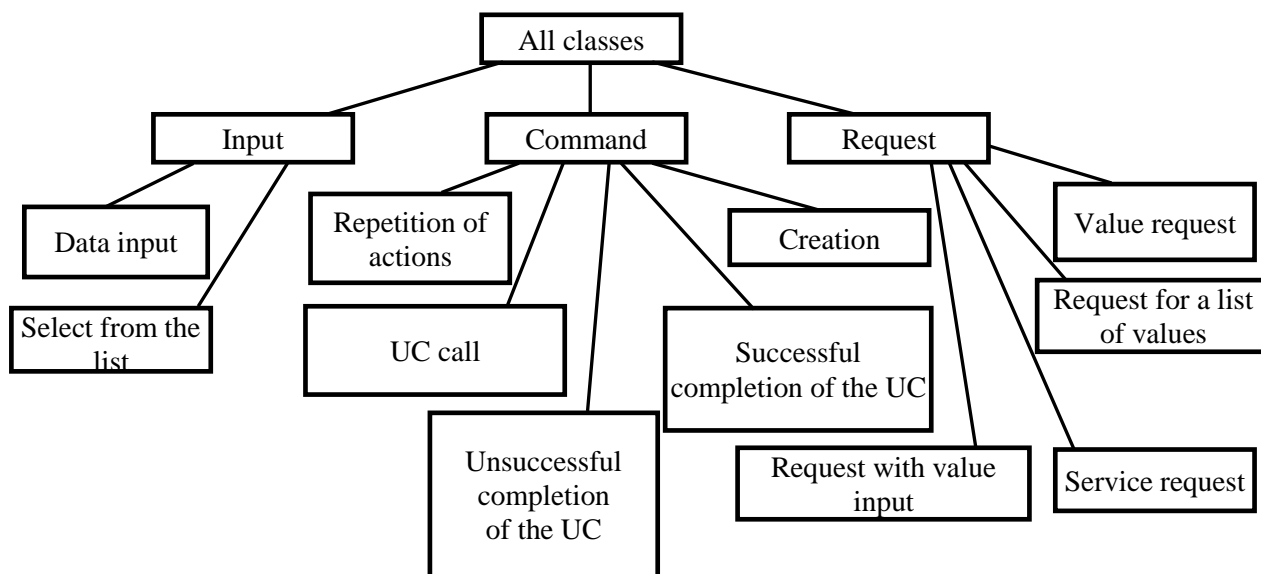 All classes
Input
Command
Request
Data input
Select from the
list
Repetition of
actions
UC call
Unsuccessful
completion
of the UC
Successful
completion of the UC
Creation
Request with value
input
Service request
Request for a list
of values
Value request